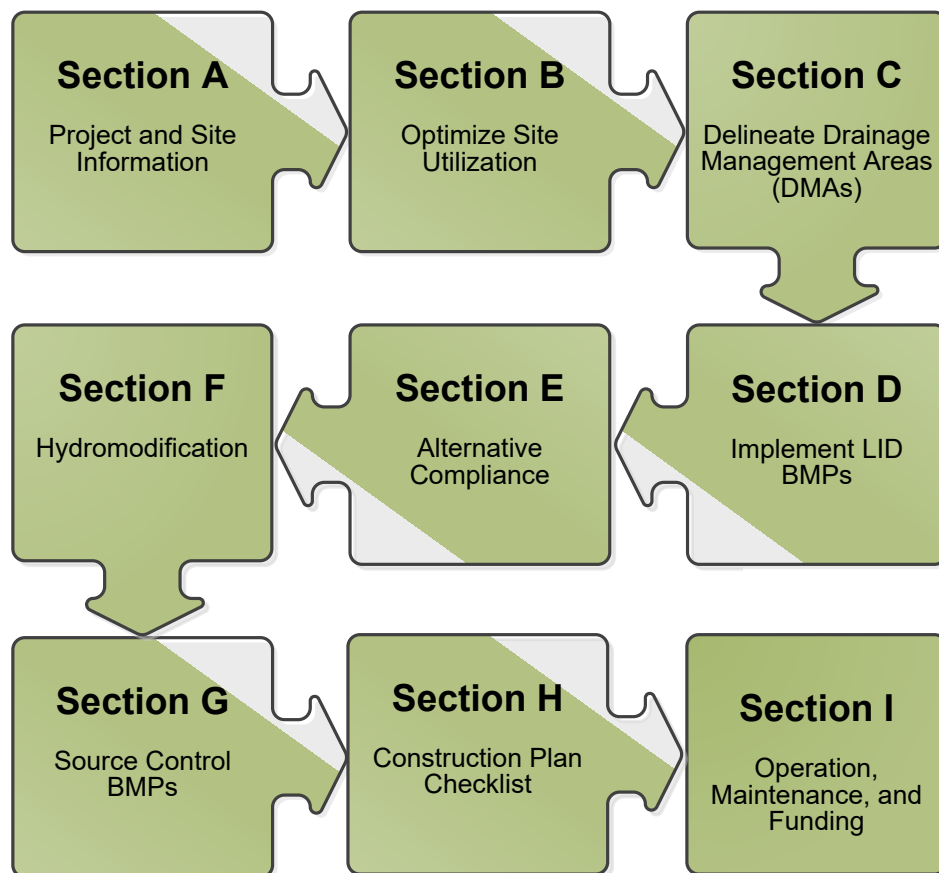 Section A
Project and Site
Information
Section B
Optimize Site
Utilization
Section C
Delineate Drainage
Management Areas
(DMAs)
Section D
Implement LID
BMPs
Section E
Alternative
Compliance
Section F
Hydromodification
Section G
Source Control
BMPs
Section H
Construction Plan
Checklist
Section I
Operation,
Maintenance, and
Funding